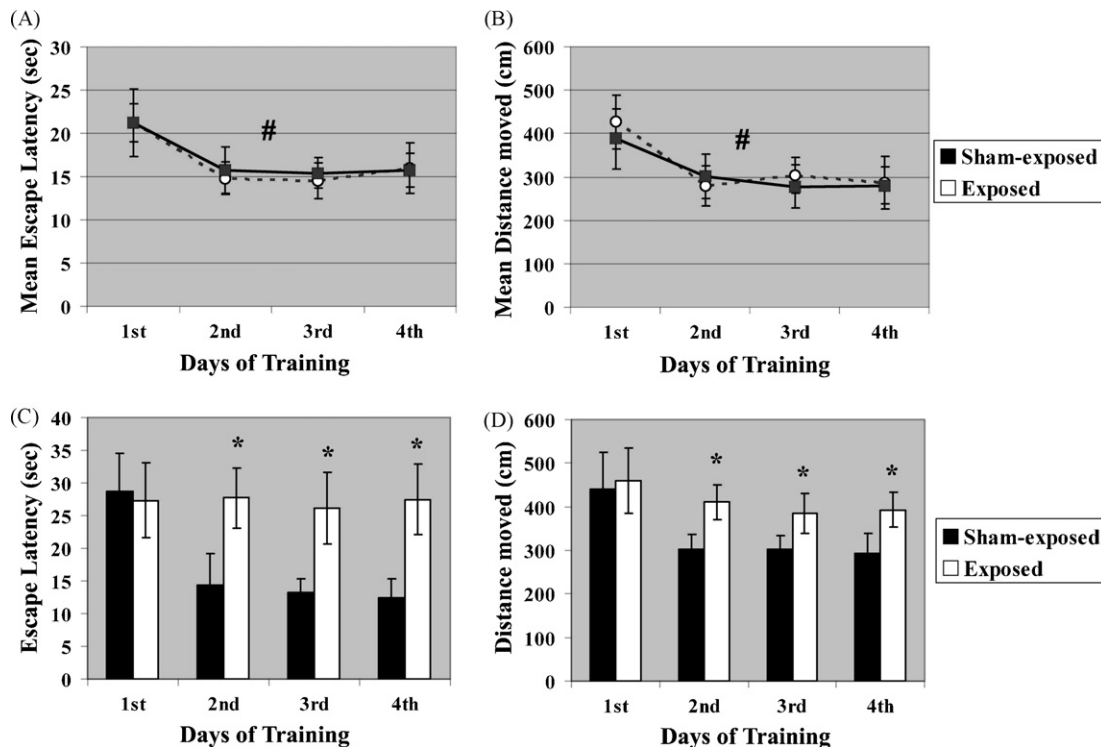 (A)
Mean Escape Latency (sec)
30
25
20
15
10
5
0
#
1st 2nd 3rd 4th
Days of Training
(B)
Mean Distance moved (cm)
600
500
400
300
200
100
0
#
1st 2nd 3rd 4th
Days of Training
Sham-exposed
Exposed
(C)
Escape Latency (sec)
40
35
30
25
20
15
10
5
0
* * *
1st 2nd 3rd 4th
Days of Training
(D)
Distance moved (cm)
600
500
400
300
200
100
0
* * *
1st 2nd 3rd 4th
Days of Training
Sham-exposed
Exposed